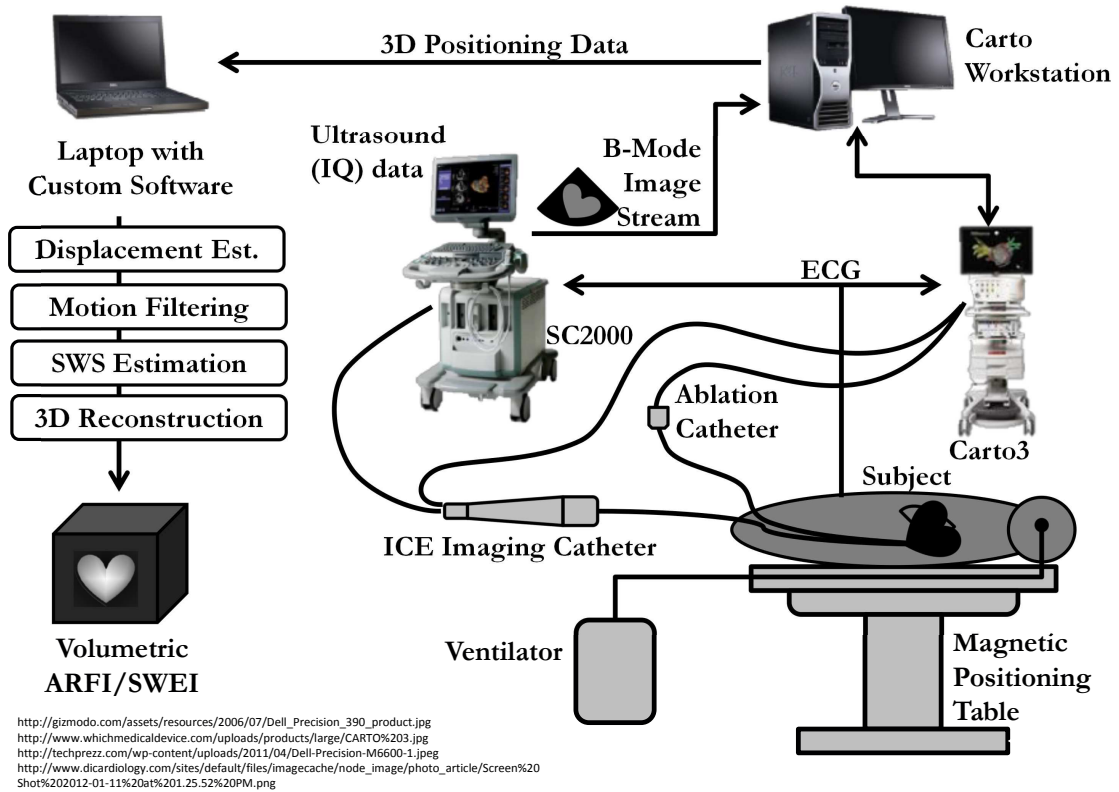 3D Positioning Data
Carto
Workstation
Laptop with
Custom Software
Ultrasound
(IQ) data
B-Mode
Image
Stream
Displacement Est.
Motion Filtering
SWS Estimation
3D Reconstruction
ECG
SC2000
Ablation
Catheter
Carto3
Subject
ICE Imaging Catheter
Volumetric
ARFI/SWEI
Ventilator
Magnetic
Positioning
Table
http://gizmodo.com/assets/resources/2006/07/Dell_Precision_390_product.jpg
http://www.whichmedicaldevice.com/uploads/products/large/CARTO%203.jpg
http://techprezz.com/wp-content/uploads/2011/04/Dell-Precision-M6600-1.jpeg
http://www.dicardiology.com/sites/default/files/imagecache/node_image/photo_article/Screen%20
Shot%202012-01-11%20at%201.25.52%20PM.png